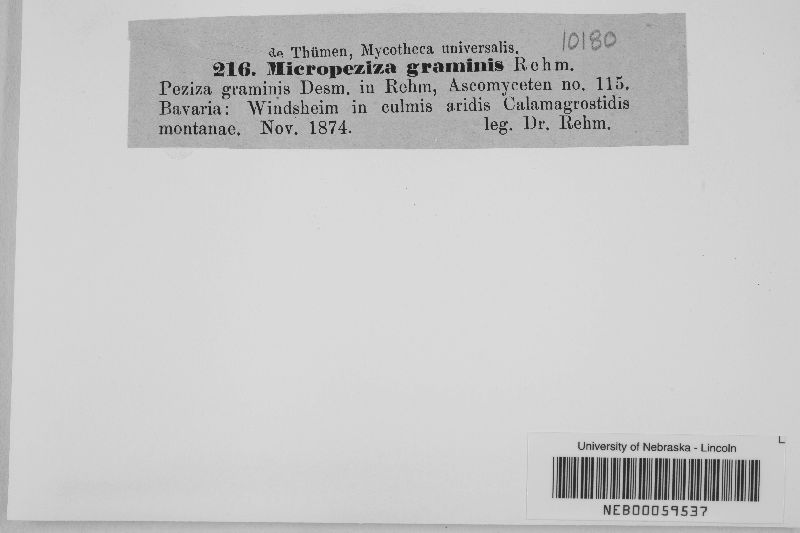 de Thümen, Mycotheca universalis.
10180
216. Micropeziza graminis Rehm.
Peziza graminis Desm. in Rehm, Ascomyceten no. 115.
Bavaria: Windsheim in culmis aridis Calamagrostidis
montanae. Nov. 1874. leg. Dr. Rehm.
L
University of Nebraska - Lincoln
NEB00059537